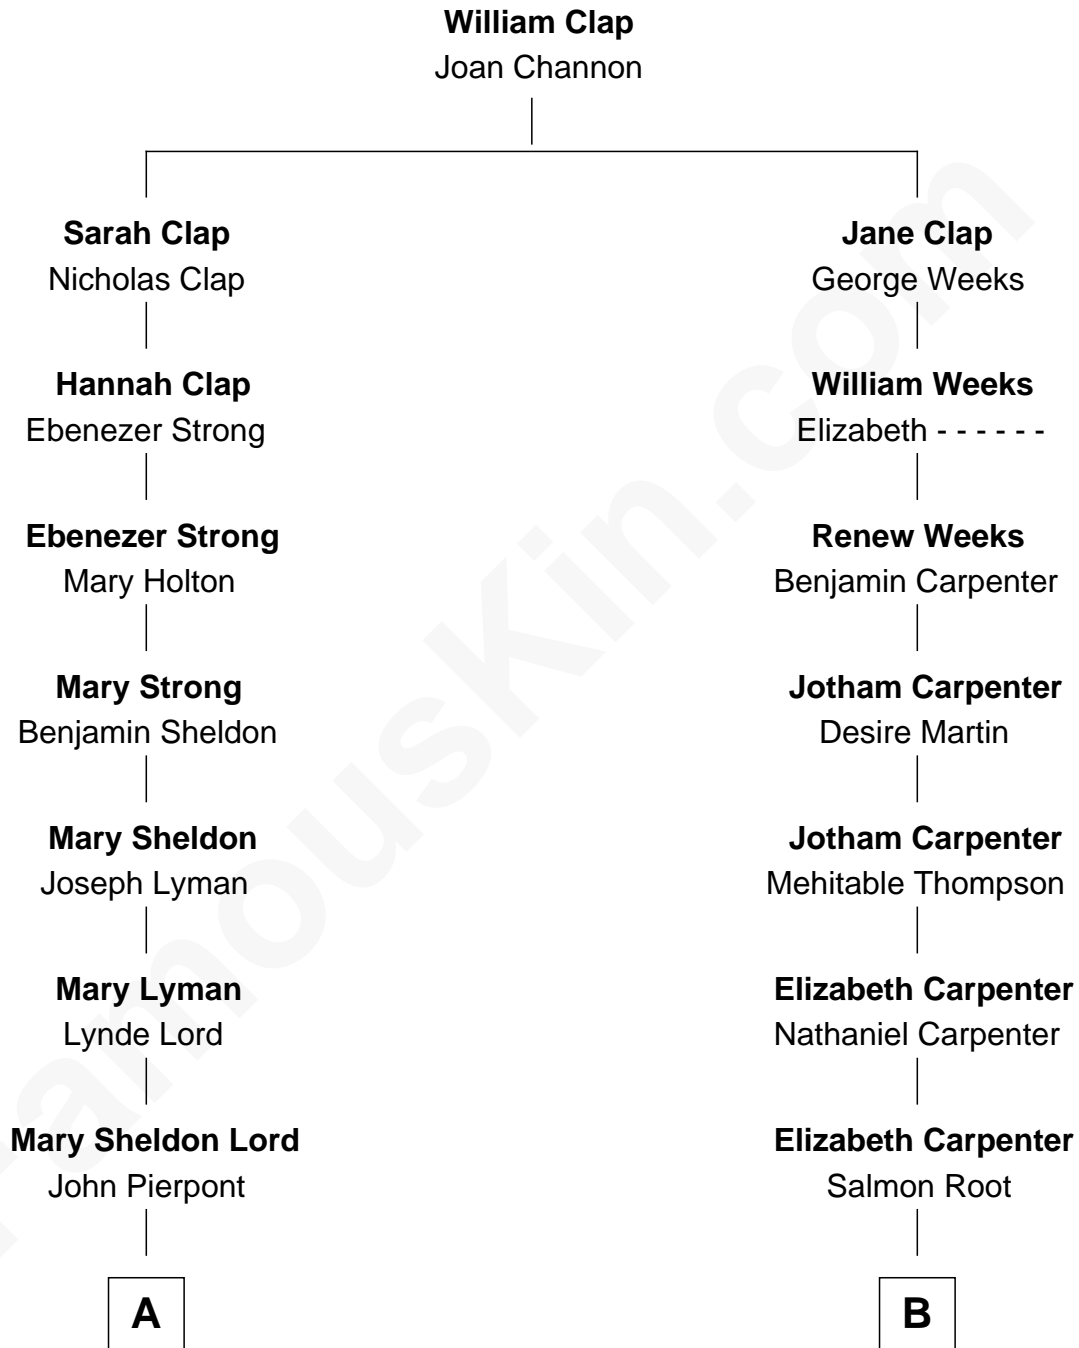 William Clap
Joan Channon
Sarah Clap
Nicholas Clap
Jane Clap
George Weeks
Hannah Clap
Ebenezer Strong
William Weeks
Elizabeth - - - - - -
Ebenezer Strong
Mary Holton
Renew Weeks
Benjamin Carpenter
Mary Strong
Benjamin Sheldon
Jotham Carpenter
Desire Martin
Mary Sheldon
Joseph Lyman
Jotham Carpenter
Mehitable Thompson
Mary Lyman
Lynde Lord
Elizabeth Carpenter
Nathaniel Carpenter
Mary Sheldon Lord
John Pierpont
Elizabeth Carpenter
Salmon Root
A
B
FamousKin.com